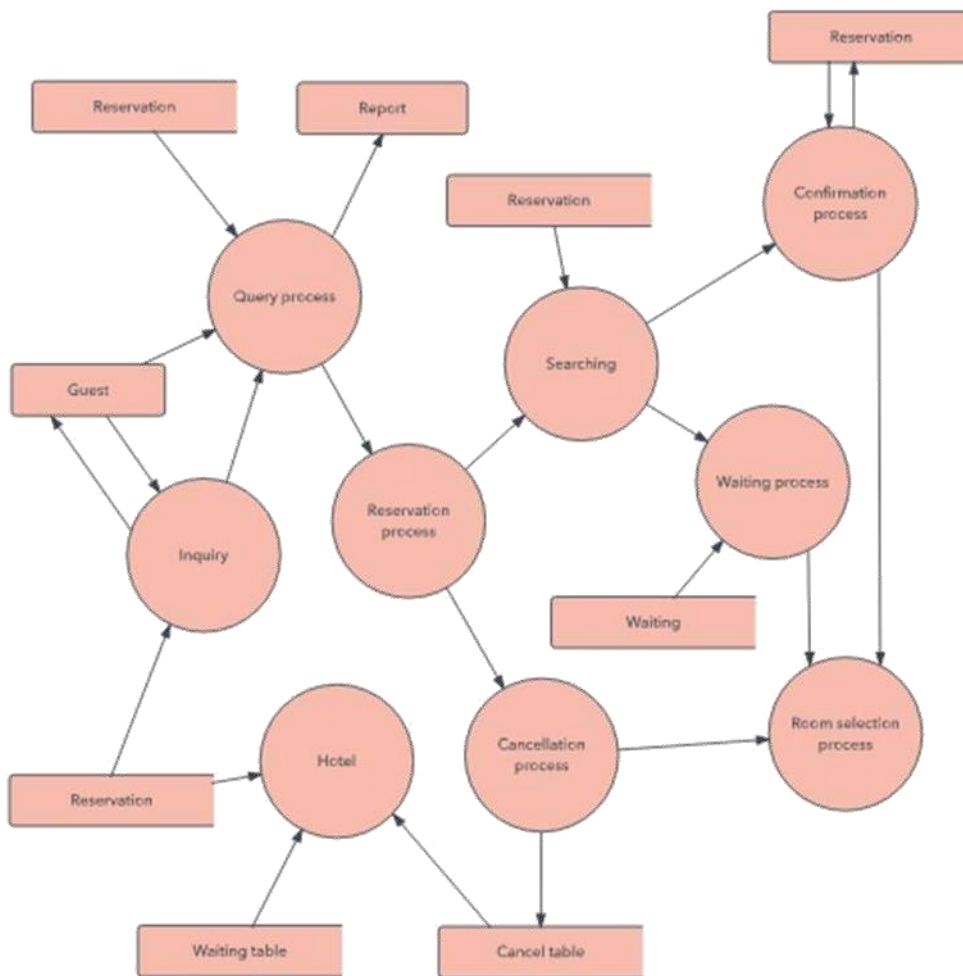 Reservation
Reservation
Report
Confirmation
process
Reservation
Query process
Searching
Guest
Waiting process
Reservation
process
Inquiry
Waiting
Room selection
process
Cancellation
process
Hotel
Reservation
Waiting table
Cancel table